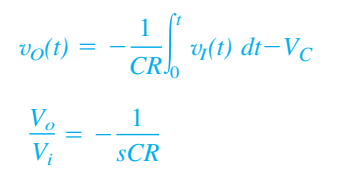 v_O(t) = −\frac{1}{CR}\int_0^t v_I(t) dt−V_C
\frac{V_o}{V_i} = −\frac{1}{sCR}